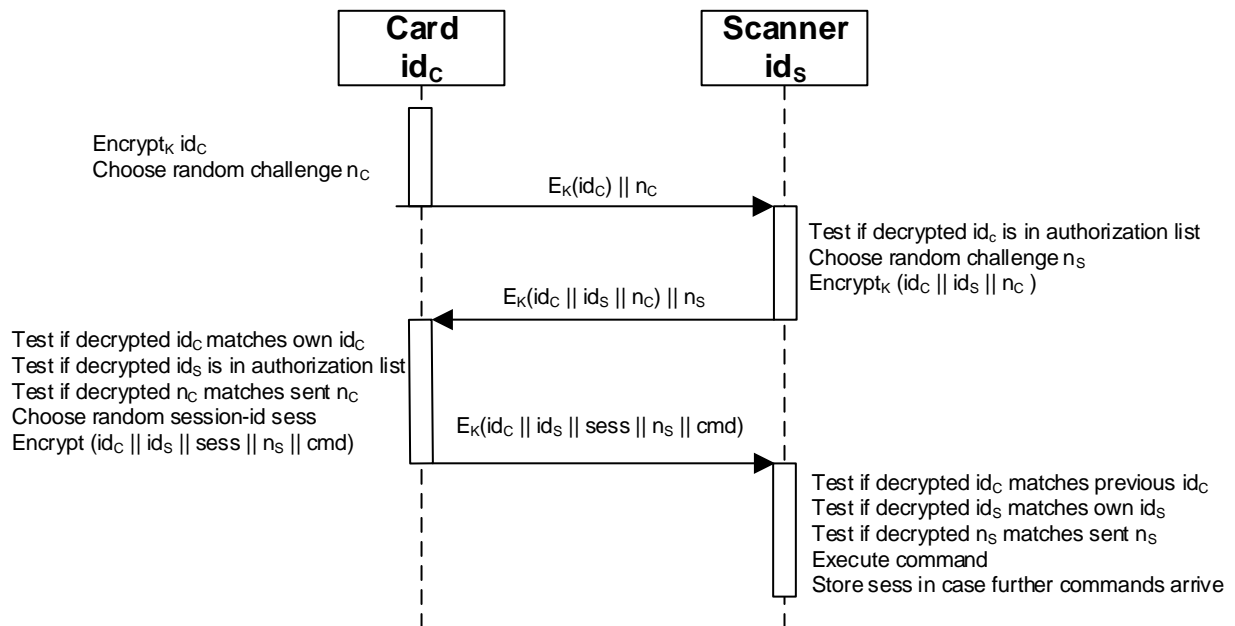 Card
id_C
Scanner
id_S
Encrypt_K id_C
Choose random challenge n_C
E_K(id_C) || n_C
Test if decrypted id_c is in authorization list
Choose random challenge n_S
Encrypt_K (id_C || id_S || n_C )
E_K(id_C || id_S || n_C) || n_S
Test if decrypted id_C matches own id_C
Test if decrypted id_S is in authorization list
Test if decrypted n_C matches sent n_C
Choose random session-id sess
Encrypt (id_C || id_S || sess || n_S || cmd)
E_K(id_C || id_S || sess || n_S || cmd)
Test if decrypted id_C matches previous id_C
Test if decrypted id_S matches own id_S
Test if decrypted n_S matches sent n_S
Execute command
Store sess in case further commands arrive